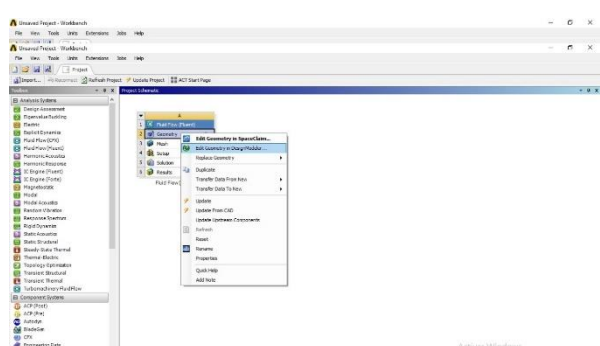 Unsaved Project - Workbench
File View Tools Units Extensions Jobs Help
Unsaved Project - Workbench
File View Tools Units Extensions Jobs Help
Project
Import... Reconnect Refresh Project Update Project ACT Start Page
Toolbox
Project Schematic
Analysis Systems
Design Assessment
Eigenvalue Buckling
Electric
Explicit Dynamics
Fluid Flow (CFX)
Fluid Flow (Fluent)
Harmonic Acoustics
Harmonic Response
IC Engine (Fluent)
IC Engine (Forte)
Magnetostatic
Modal
Modal Acoustics
Random Vibration
Response Spectrum
Rigid Dynamics
Static Acoustics
Static Structural
Steady-State Thermal
Thermal-Electric
Topology Optimization
Transient Structural
Transient Thermal
Turbomachinery Fluid Flow
Component Systems
ACP (Post)
ACP (Pre)
Autodyn
BladeGen
CFX
Engineering Data
A
1 Fluid Flow (Fluent)
2 Geometry
3 Mesh
4 Setup
5 Solution
6 Results
Fluid Flow
Edit Geometry in SpaceClaim...
Edit Geometry in DesignModeler...
Replace Geometry
Duplicate
Transfer Data From New
Transfer Data To New
Update
Update From CAD
Update Upstream Components
Refresh
Reset
Rename
Properties
Quick Help
Add Note
Activate Windows